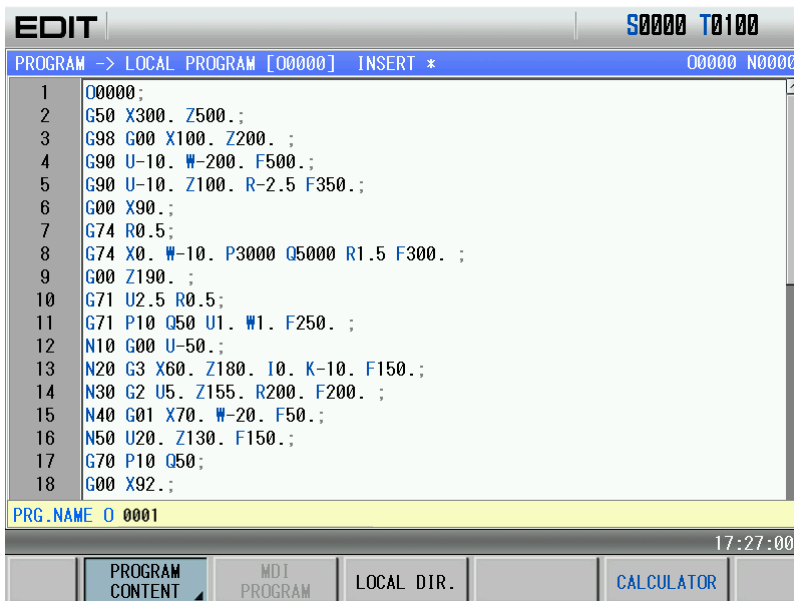 EDIT S0000 T0100
PROGRAM -> LOCAL PROGRAM [O0000] INSERT * O0000 N0000
1 O0000;
2 G50 X300. Z500.;
3 G98 G00 X100. Z200. ;
4 G90 U-10. W-200. F500.;
5 G90 U-10. Z100. R-2.5 F350.;
6 G00 X90.;
7 G74 R0.5;
8 G74 X0. W-10. P3000 Q5000 R1.5 F300. ;
9 G00 Z190. ;
10 G71 U2.5 R0.5;
11 G71 P10 Q50 U1. W1. F250. ;
12 N10 G00 U-50.;
13 N20 G3 X60. Z180. I0. K-10. F150.;
14 N30 G2 U5. Z155. R200. F200. ;
15 N40 G01 X70. W-20. F50.;
16 N50 U20. Z130. F150.;
17 G70 P10 Q50;
18 G00 X92.;
PRG.NAME O 0001
17:27:00
PROGRAM CONTENT MDI PROGRAM LOCAL DIR. CALCULATOR